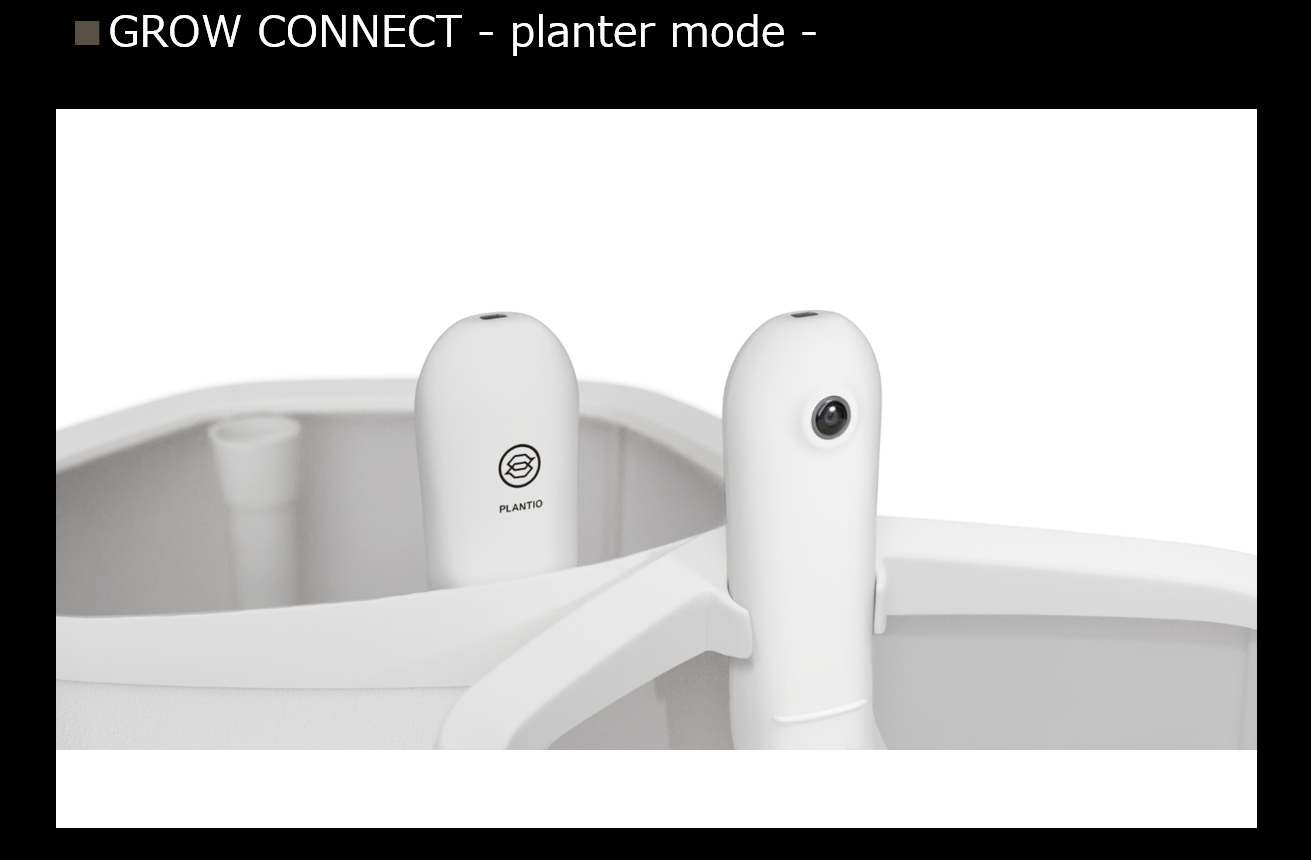 GROW CONNECT - planter mode -
PLANTIO